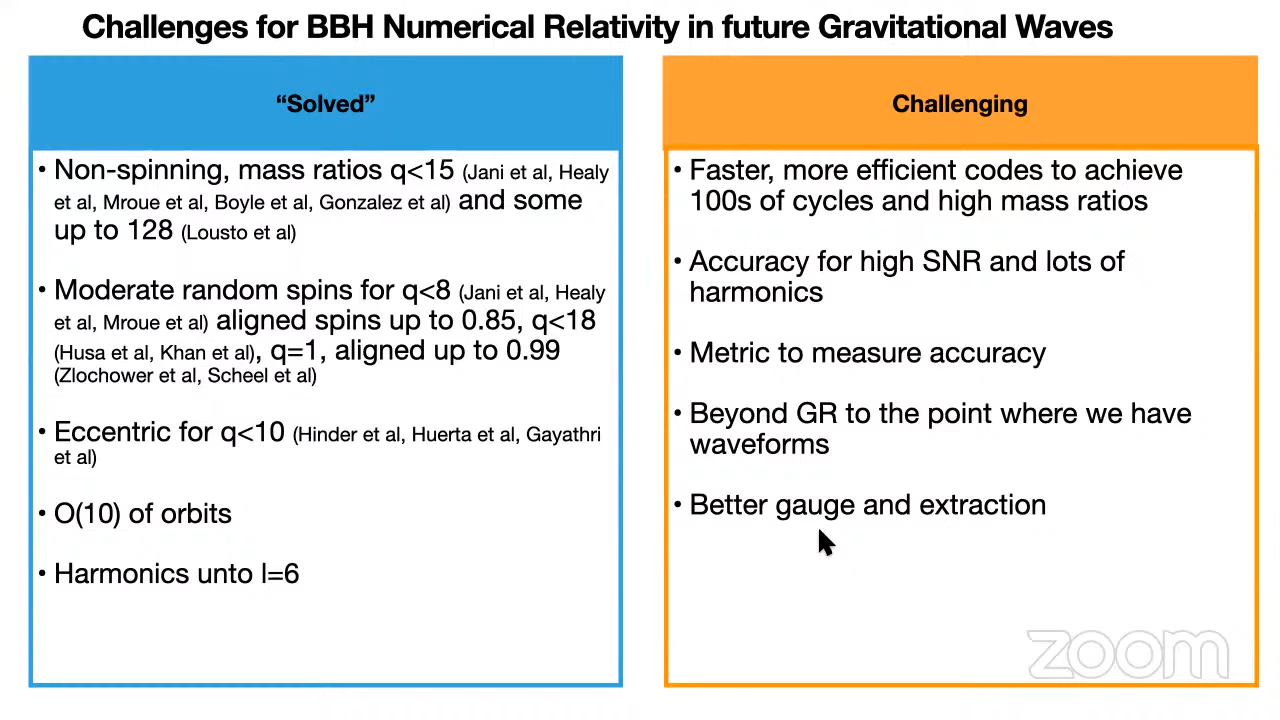 Challenges for BBH Numerical Relativity in future Gravitational Waves
“Solved”
• Non-spinning, mass ratios q<15 (Jani et al, Healy
et al, Mroue et al, Boyle et al, Gonzalez et al) and some
up to 128 (Lousto et al)
• Moderate random spins for q<8 (Jani et al, Healy
et al, Mroue et al) aligned spins up to 0.85, q<18
(Husa et al, Khan et al), q=1, aligned up to 0.99
(Zlochower et al, Scheel et al)
• Eccentric for q<10 (Hinder et al, Huerta et al, Gayathri
et al)
• O(10) of orbits
• Harmonics unto l=6
Challenging
• Faster, more efficient codes to achieve
100s of cycles and high mass ratios
• Accuracy for high SNR and lots of
harmonics
• Metric to measure accuracy
• Beyond GR to the point where we have
waveforms
• Better gauge and extraction
zoom